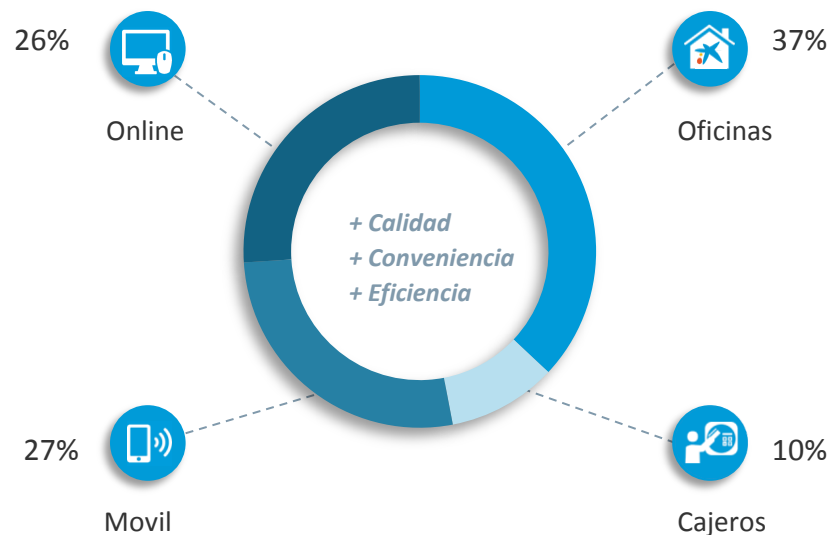 26%
Online
37%
Oficinas
+ Calidad
+ Conveniencia
+ Eficiencia
27%
Movil
10%
Cajeros